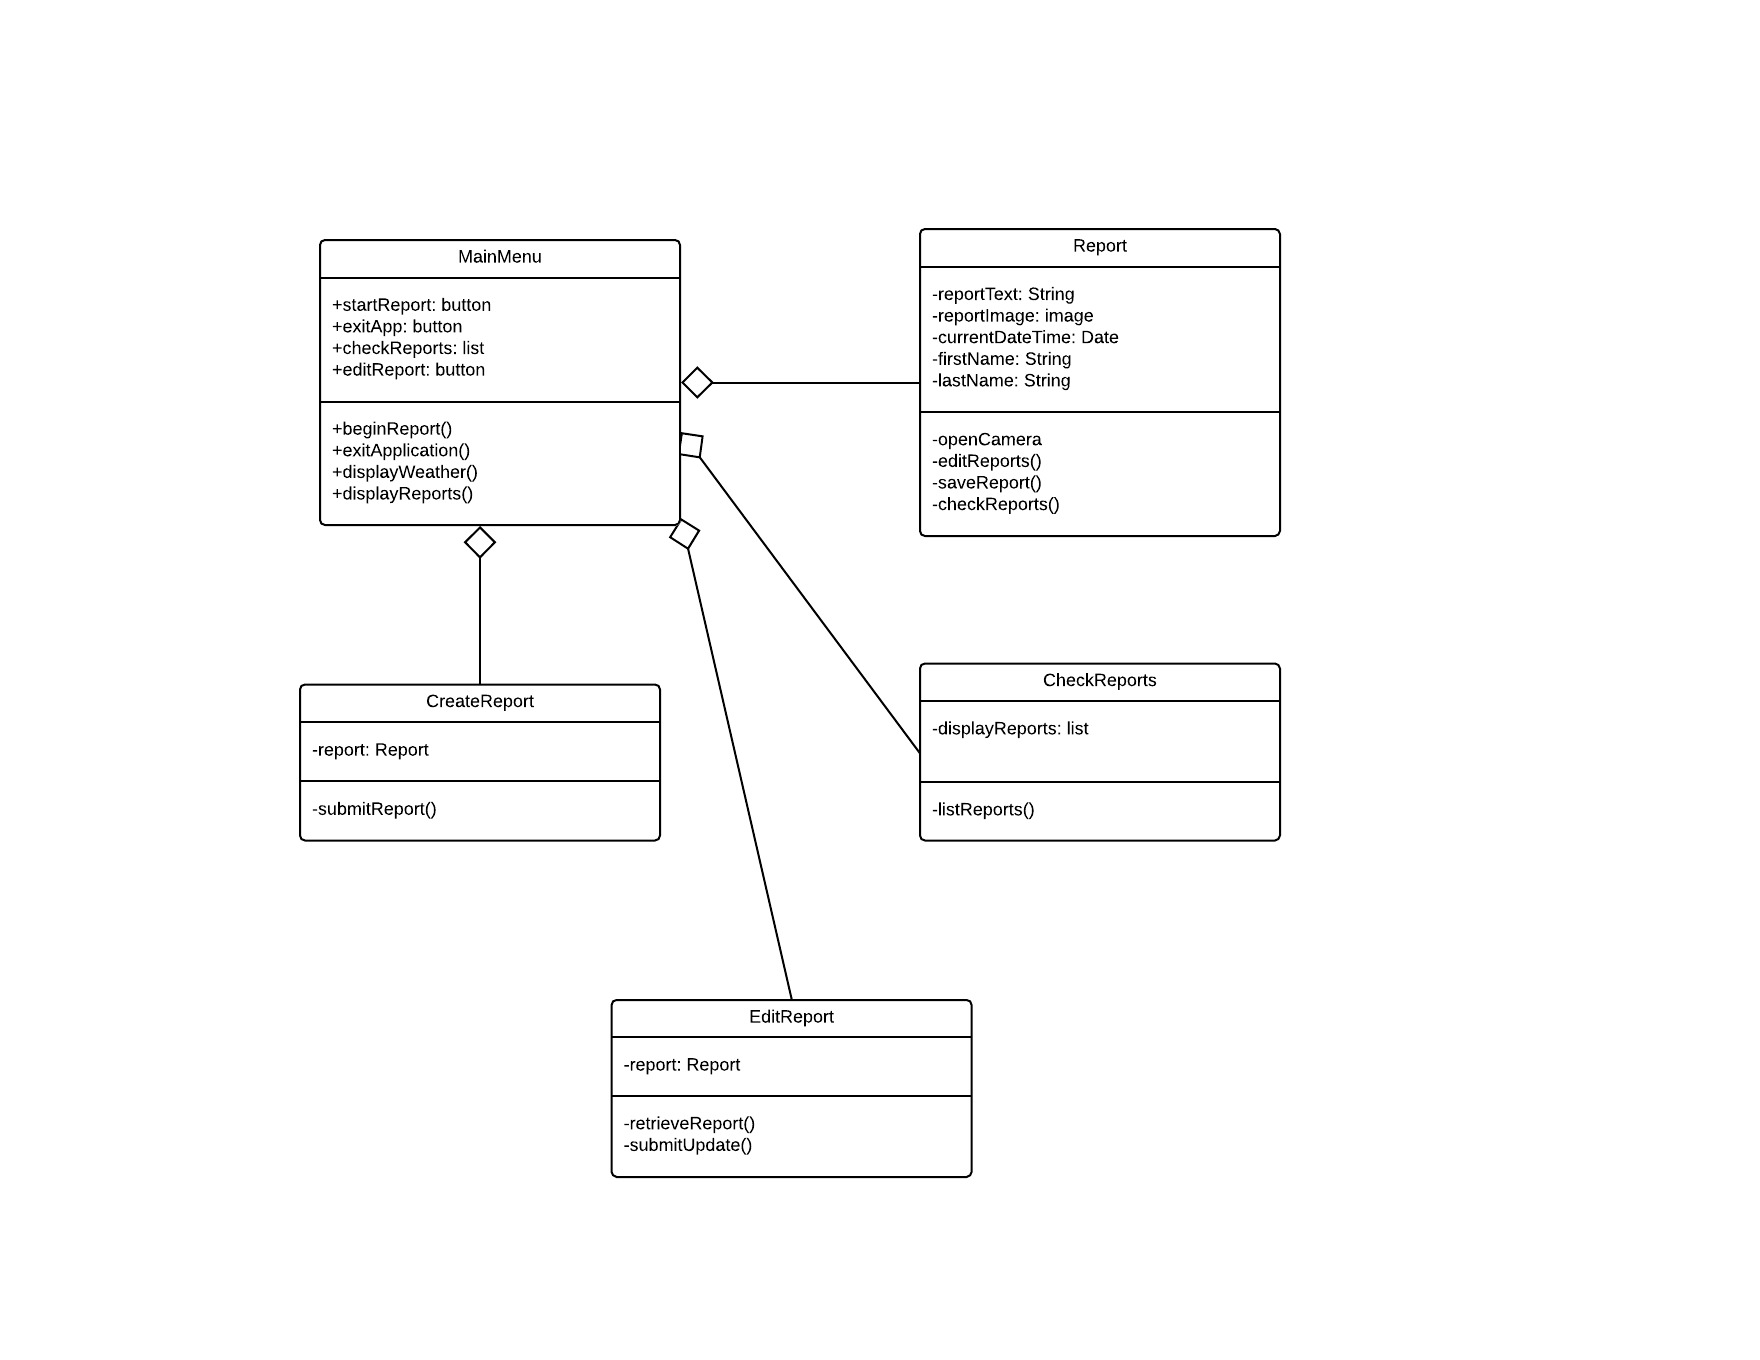 MainMenu
+startReport: button
+exitApp: button
+checkReports: list
+editReport: button
+beginReport()
+exitApplication()
+displayWeather()
+displayReports()
Report
-reportText: String
-reportImage: image
-currentDateTime: Date
-firstName: String
-lastName: String
-openCamera
-editReports()
-saveReport()
-checkReports()
CreateReport
-report: Report
-submitReport()
CheckReports
-displayReports: list
-listReports()
EditReport
-report: Report
-retrieveReport()
-submitUpdate()